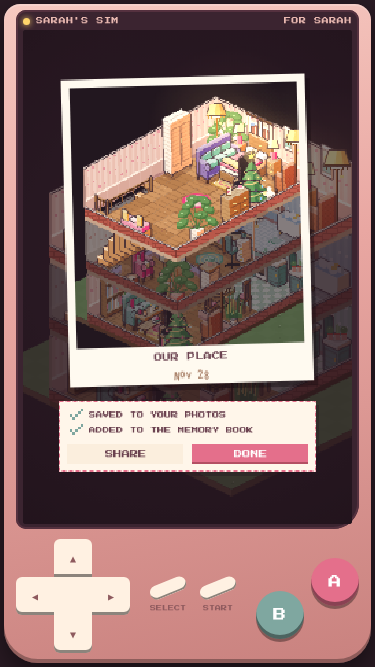 SARAH'S SIM
FOR SARAH
OUR PLACE
NOV 28
SAVED TO YOUR PHOTOS
ADDED TO THE MEMORY BOOK
SHARE
DONE
SELECT
START
B
A